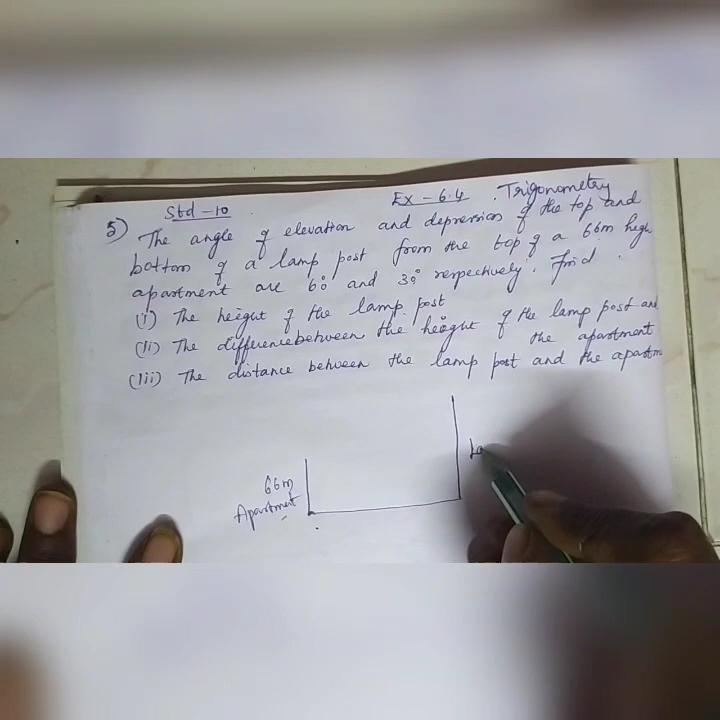 Std - 10 Ex - 6.4 . Trigonometry
5) The angle of elevation and depression of the top and
bottom of a lamp post from the top of a 66m high
apartment are 60° and 30° respectively. Find .
(i) The height of the lamp post
(ii) The difference between the height of the lamp post and
the apartment
(iii) The distance between the lamp post and the apartm
66m
Apartment
La